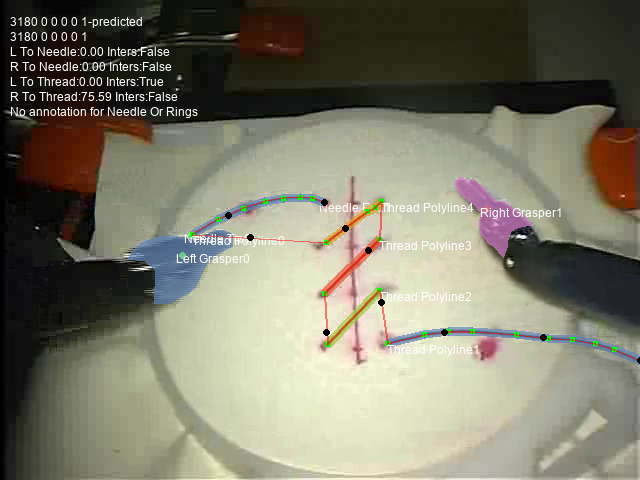 3180 0 0 0 0 1-predicted
3180 0 0 0 0 1
L To Needle:0.00 Inters:False
R To Needle:0.00 Inters:False
L To Thread:0.00 Inters:True
R To Thread:75.59 Inters:False
No annotation for Needle Or Rings
Thread Polyline4
Right Grasper1
Thread Polyline3
Left Grasper0
Thread Polyline2
Thread Polyline1